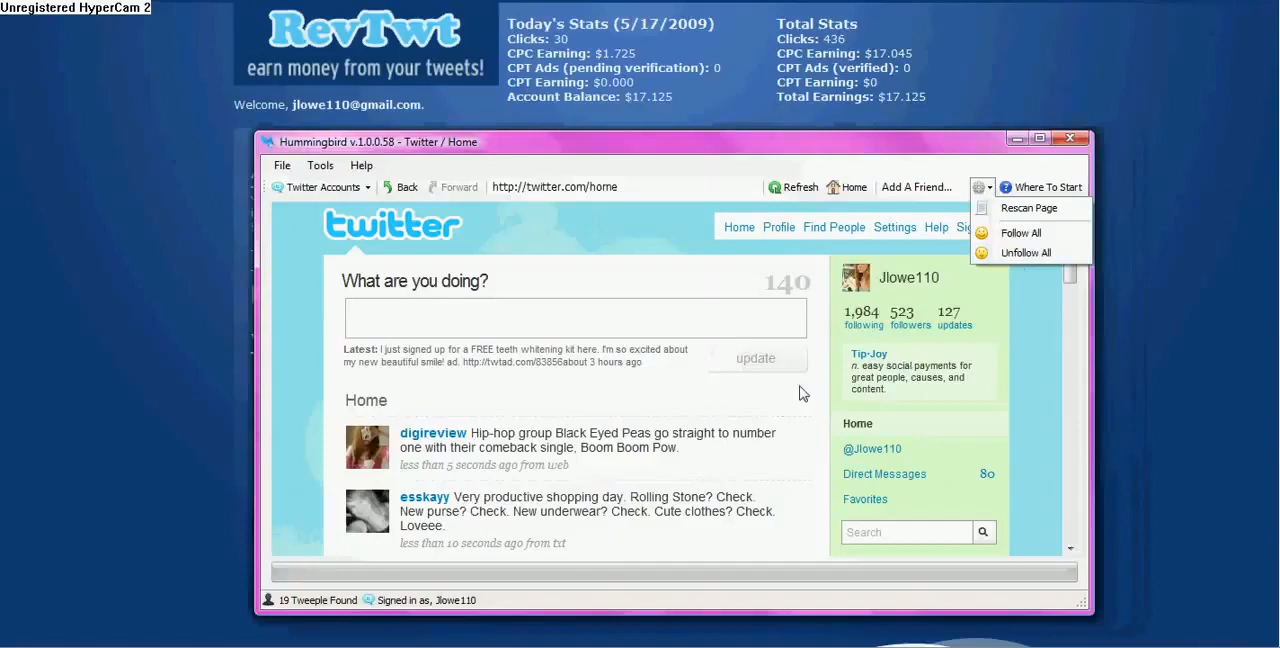 Unregistered HyperCam 2
RevTwt
earn money from your tweets!
Welcome, jlowe110@gmail.com.
Today's Stats (5/17/2009)
Clicks: 30
CPC Earning: $1.725
CPT Ads (pending verification): 0
CPT Earning: $0.000
Account Balance: $17.125
Total Stats
Clicks: 436
CPC Earning: $17.045
CPT Ads (verified): 0
CPT Earning: $0
Total Earnings: $17.125
Hummingbird v.1.0.0.58 - Twitter / Home
File Tools Help
Twitter Accounts Back Forward http://twitter.com/home Refresh Home Add A Friend... Where To Start
Rescan Page
Follow All
Unfollow All
twitter
Home Profile Find People Settings Help Sig
What are you doing? 140
Latest: I just signed up for a FREE teeth whitening kit here. I'm so excited about
my new beautiful smile! ad. http://twtad.com/83856about 3 hours ago
update
Home
digireview Hip-hop group Black Eyed Peas go straight to number
one with their comeback single, Boom Boom Pow.
less than 5 seconds ago from web
esskayy Very productive shopping day. Rolling Stone? Check.
New purse? Check. New underwear? Check. Cute clothes? Check.
Loveee.
less than 10 seconds ago from txt
Jlowe110
1,984 523 127
following followers updates
Tip·Joy
n. easy social payments for
great people, causes, and
content.
Home
@Jlowe110
Direct Messages 80
Favorites
Search
19 Tweeple Found Signed in as, Jlowe110